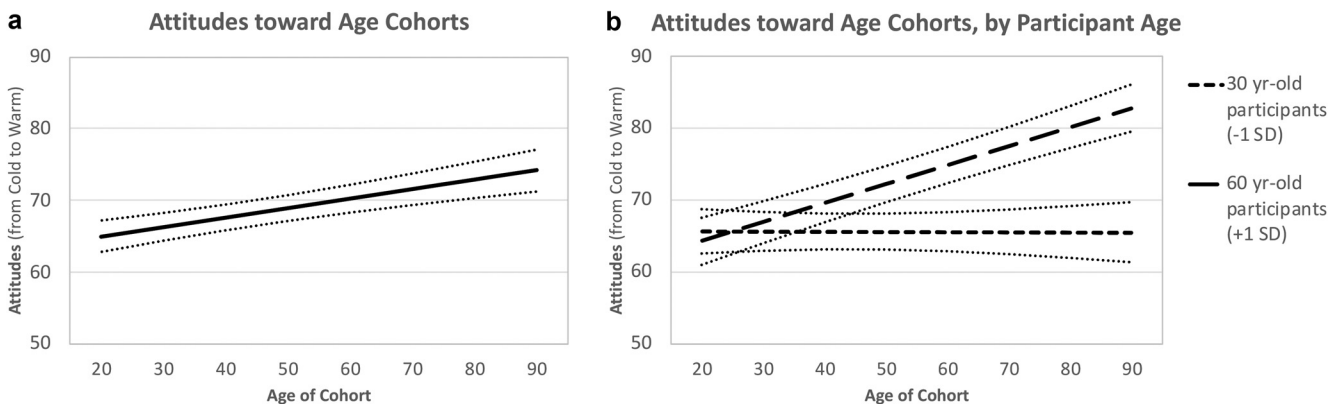 a
Attitudes toward Age Cohorts
90
80
70
60
50
Attitudes (from Cold to Warm)
20 30 40 50 60 70 80 90
Age of Cohort
b
Attitudes toward Age Cohorts, by Participant Age
90
80
70
60
50
Attitudes (from Cold to Warm)
20 30 40 50 60 70 80 90
Age of Cohort
30 yr-old
participants
(-1 SD)
60 yr-old
participants
(+1 SD)